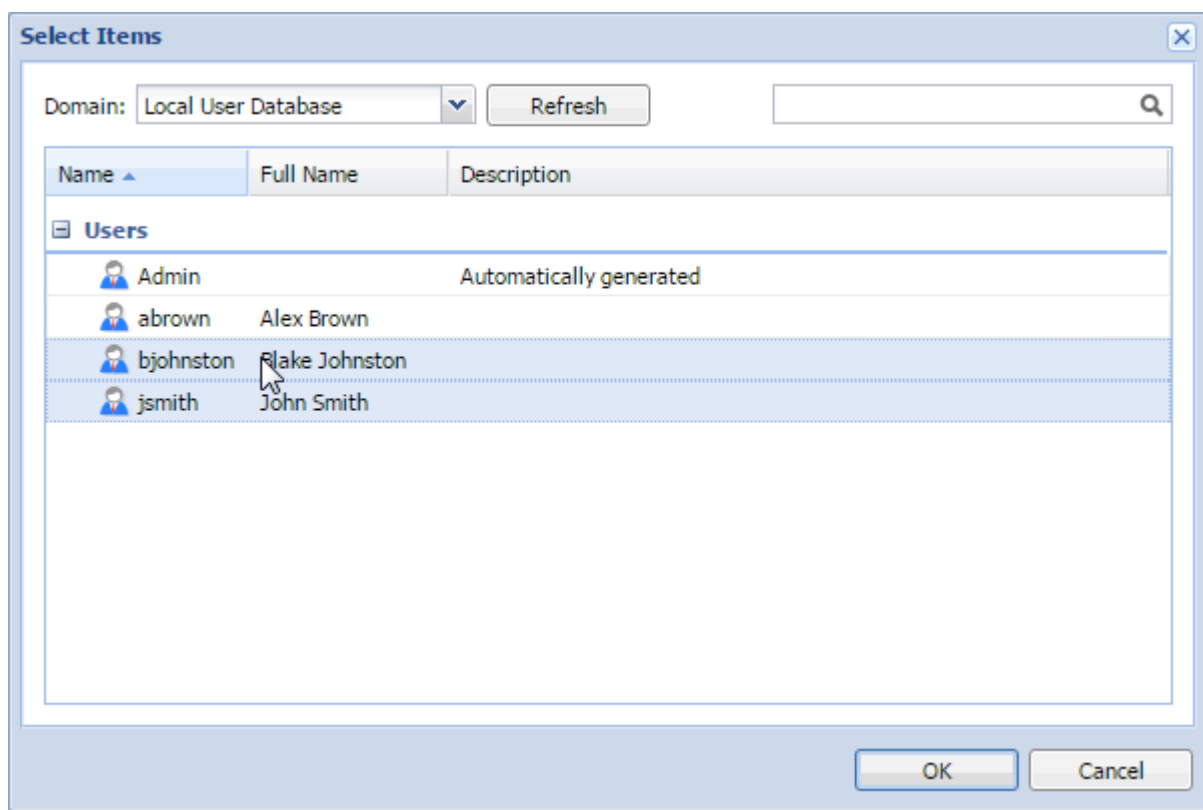 Select Items
Domain: Local User Database Refresh
Name Full Name Description
Users
Admin Automatically generated
abrown Alex Brown
bjohnston Blake Johnston
jsmith John Smith
OK Cancel